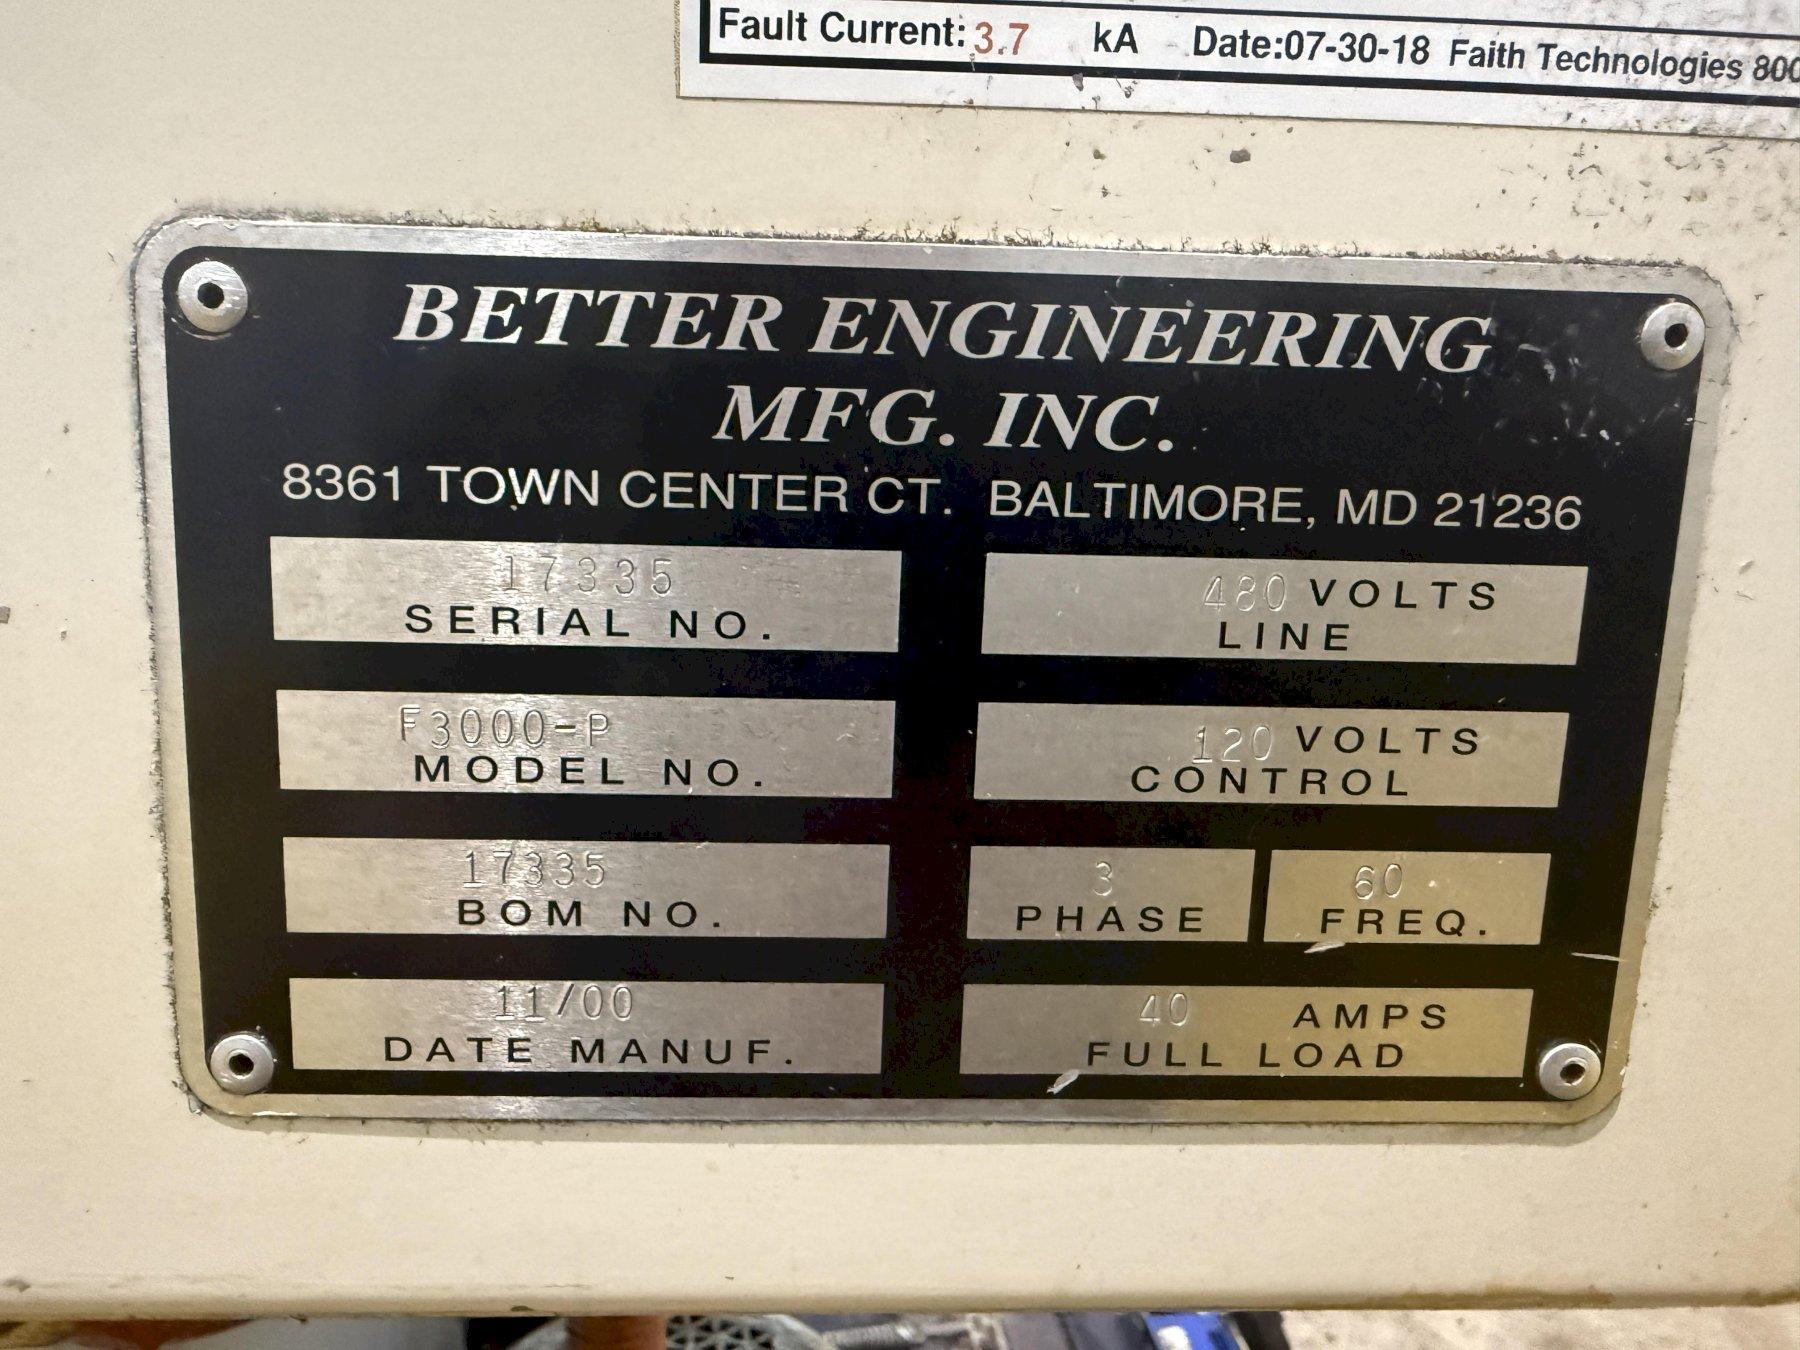 Fault Current: 3.7 kA Date:07-30-18 Faith Technologies 800
BETTER ENGINEERING
MFG. INC.
8361 TOWN CENTER CT. BALTIMORE, MD 21236
17335
SERIAL NO.
480 VOLTS
LINE
F3000-P
MODEL NO.
120 VOLTS
CONTROL
17335
BOM NO.
3
PHASE
60
FREQ.
11/00
DATE MANUF.
40 AMPS
FULL LOAD